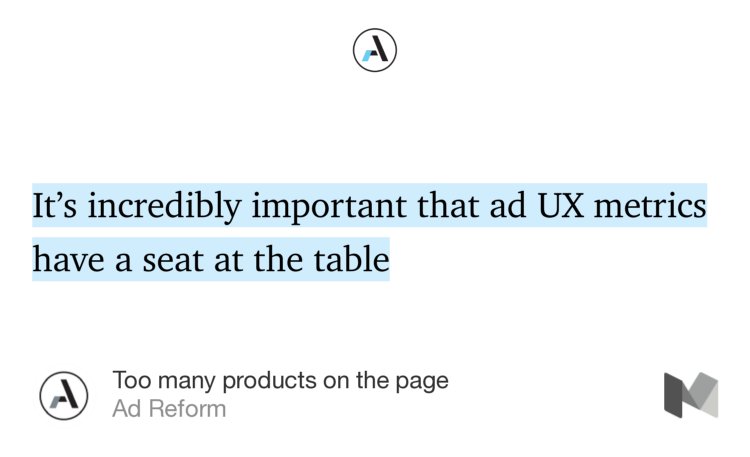 It’s incredibly important that ad UX metrics
have a seat at the table
Too many products on the page
Ad Reform